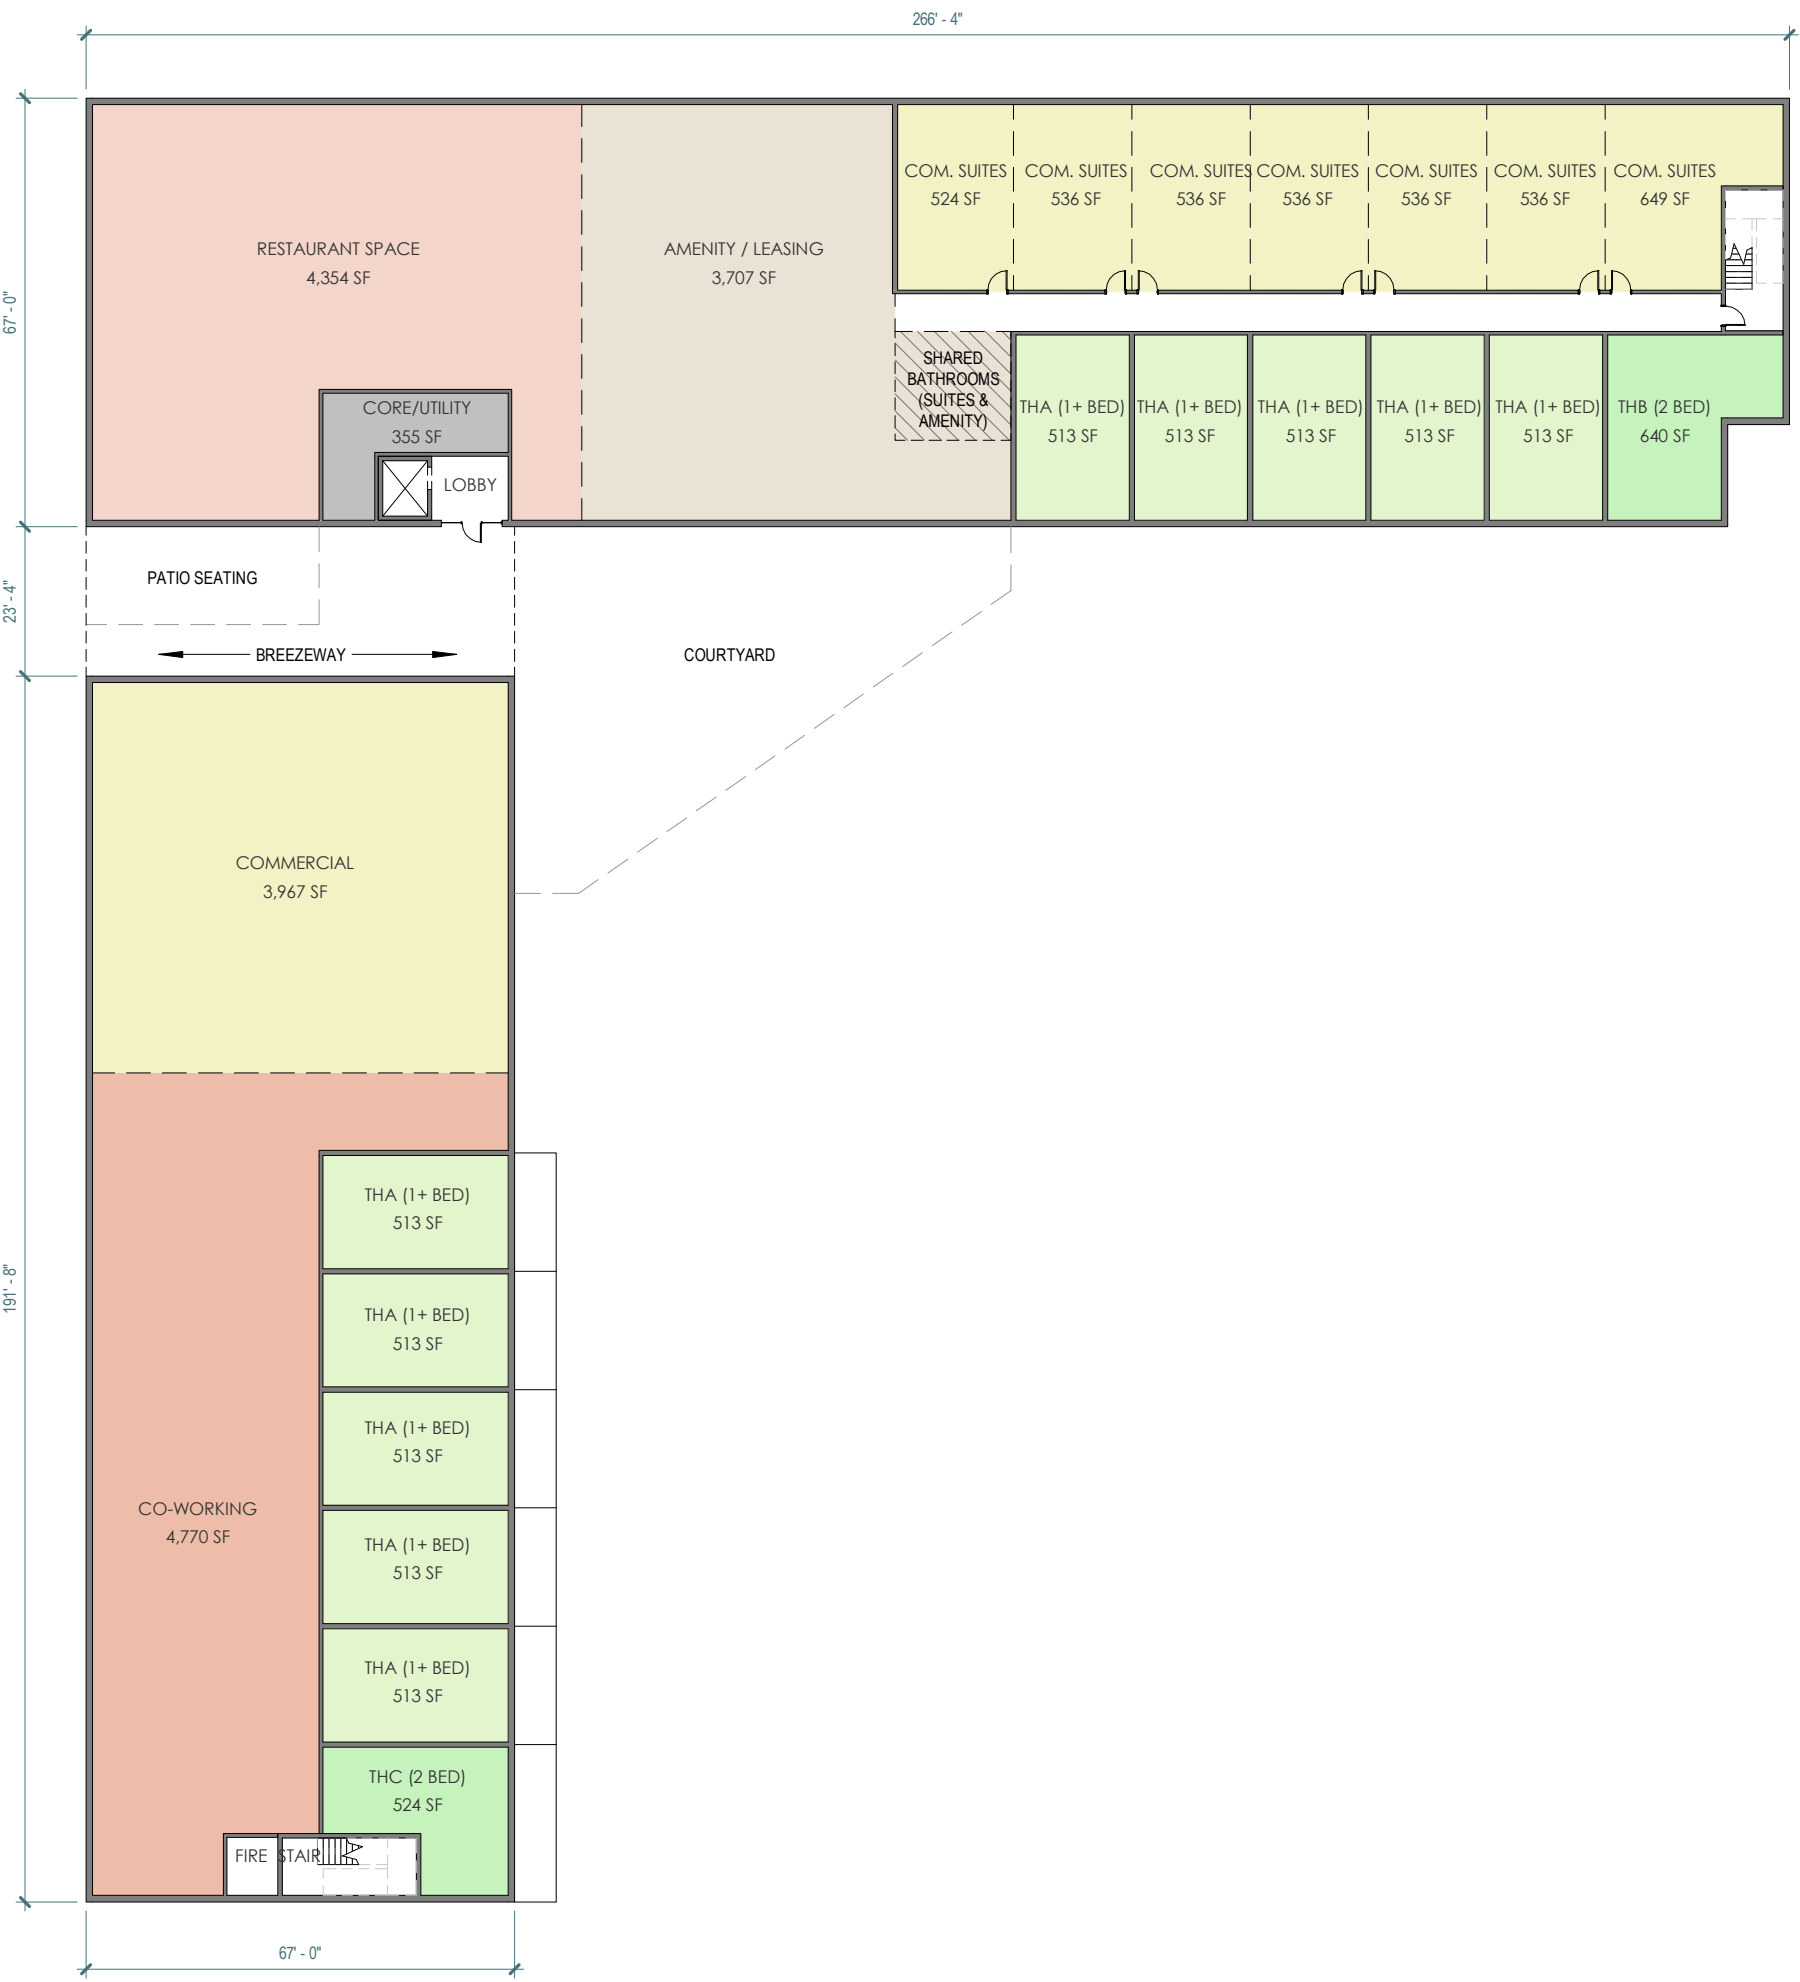 266' - 4"
COM. SUITES
524 SF
COM. SUITES
536 SF
COM. SUITES
536 SF
COM. SUITES
536 SF
COM. SUITES
536 SF
COM. SUITES
536 SF
COM. SUITES
649 SF
RESTAURANT SPACE
4,354 SF
AMENITY / LEASING
3,707 SF
67' - 0"
SHARED
BATHROOMS
(SUITES &
AMENITY)
CORE/UTILITY
355 SF
THA (1+ BED)
513 SF
THA (1+ BED)
513 SF
THA (1+ BED)
513 SF
THA (1+ BED)
513 SF
THA (1+ BED)
513 SF
THB (2 BED)
640 SF
LOBBY
PATIO SEATING
23' - 4"
BREEZEWAY
COURTYARD
COMMERCIAL
3,967 SF
THA (1+ BED)
513 SF
191' - 8"
THA (1+ BED)
513 SF
THA (1+ BED)
513 SF
CO-WORKING
4,770 SF
THA (1+ BED)
513 SF
THA (1+ BED)
513 SF
THC (2 BED)
524 SF
FIRE STAIR
67' - 0"